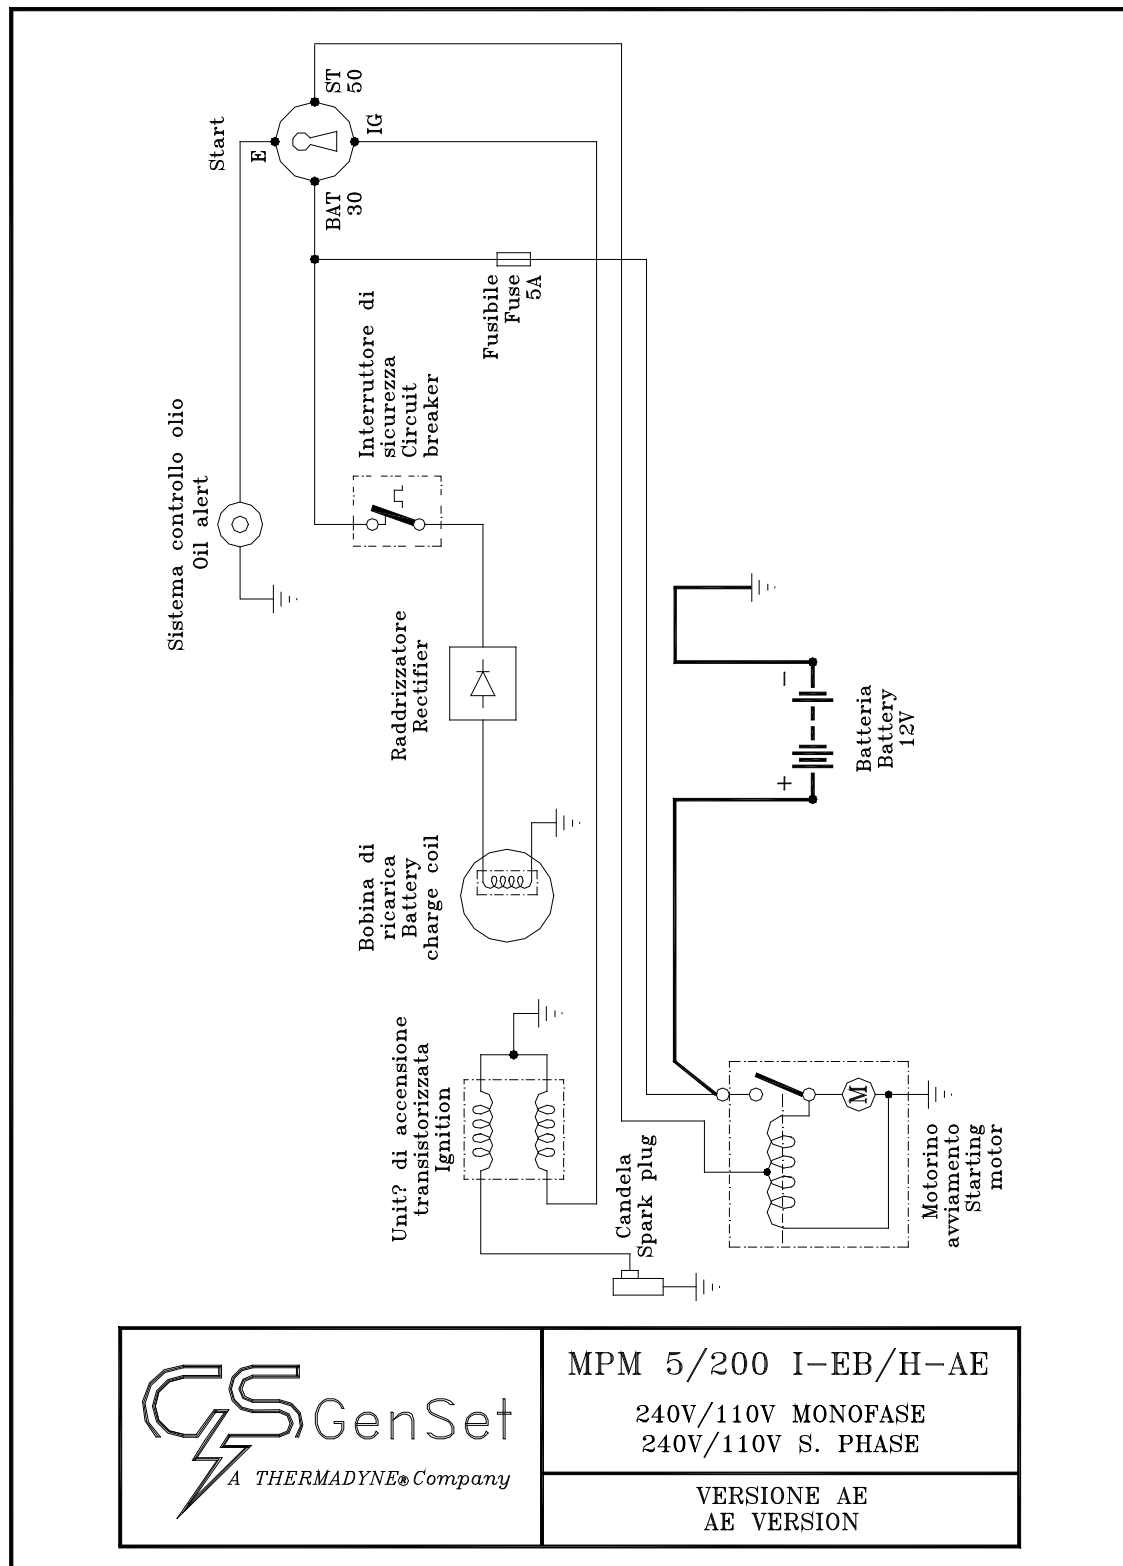 ST
50
IG
Start
E
BAT
30
Fusibile
Fuse
5A
Interruttore di
sicurezza
Circuit
breaker
Sistema controllo olio
Oil alert
Raddrizzatore
Rectifier
−
+
Batteria
Battery
12V
Bobina di
ricarica
Battery
charge coil
Unit? di accensione
transistorizzata
Ignition
Candela
Spark plug
M
Motorino
avviamento
Starting
motor
GS GenSet
A THERMADYNE® Company
MPM 5/200 I-EB/H-AE
240V/110V MONOFASE
240V/110V S. PHASE
VERSIONE AE
AE VERSION